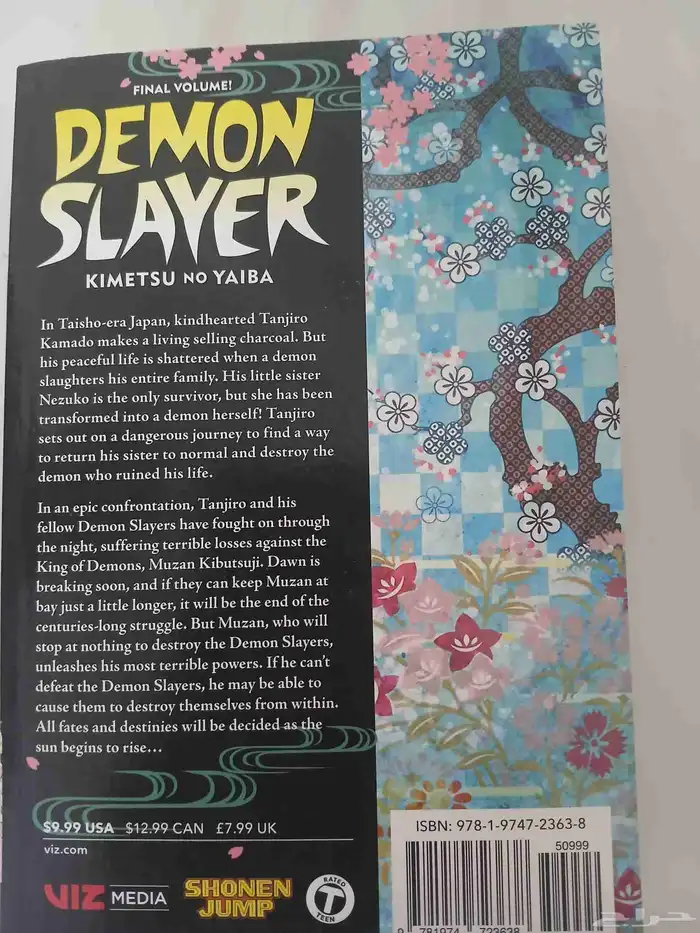 FINAL VOLUME!
DEMON
SLAYER
KIMETSU NO YAIBA
In Taisho-era Japan, kindhearted Tanjiro
Kamado makes a living selling charcoal. But
his peaceful life is shattered when a demon
slaughters his entire family. His little sister
Nezuko is the only survivor, but she has been
transformed into a demon herself! Tanjiro
sets out on a dangerous journey to find a way
to return his sister to normal and destroy the
demon who ruined his life.
In an epic confrontation, Tanjiro and his
fellow Demon Slayers have fought on through
the night, suffering terrible losses against the
King of Demons, Muzan Kibutsuji. Dawn is
breaking soon, and if they can keep Muzan at
bay just a little longer, it will be the end of the
centuries-long struggle. But Muzan, who will
stop at nothing to destroy the Demon Slayers,
unleashes his most terrible powers. If he can't
defeat the Demon Slayers, he may be able to
cause them to destroy themselves from within.
All fates and destinies will be decided as the
sun begins to rise...
$9.99 USA $12.99 CAN £7.99 UK
viz.com
VIZ MEDIA
SHONEN
JUMP
RATED
T
TEEN
ISBN: 978-1-9747-2363-8
50999
9 781974 723638
حراج